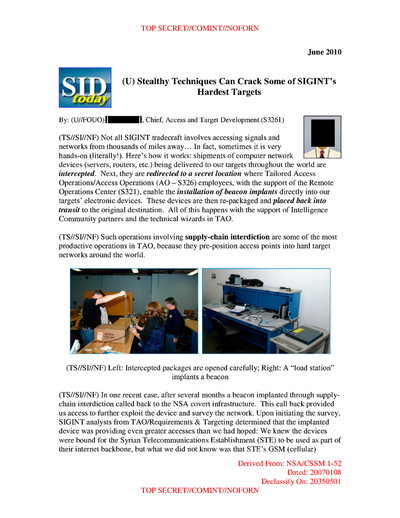 TOP SECRET//COMINT//NOFORN
June 2010
SID
today
(U) Stealthy Techniques Can Crack Some of SIGINT's
Hardest Targets
By: (U//FOUO) , Chief, Access and Target Development (S3261)
(TS//SI//NF) Not all SIGINT tradecraft involves accessing signals and
networks from thousands of miles away… In fact, sometimes it is very
hands-on (literally!). Here's how it works: shipments of computer network
devices (servers, routers, etc.) being delivered to our targets throughout the world are
intercepted. Next, they are redirected to a secret location where Tailored Access
Operations/Access Operations (AO – S326) employees, with the support of the Remote
Operations Center (S321), enable the installation of beacon implants directly into our
targets' electronic devices. These devices are then re-packaged and placed back into
transit to the original destination. All of this happens with the support of Intelligence
Community partners and the technical wizards in TAO.
(TS//SI//NF) Such operations involving supply-chain interdiction are some of the most
productive operations in TAO, because they pre-position access points into hard target
networks around the world.
(TS//SI//NF) Left: Intercepted packages are opened carefully; Right: A "load station"
implants a beacon
(TS//SI//NF) In one recent case, after several months a beacon implanted through supply-
chain interdiction called back to the NSA covert infrastructure. This call back provided
us access to further exploit the device and survey the network. Upon initiating the survey,
SIGINT analysts from TAO/Requirements & Targeting determined that the implanted
device was providing even greater accesses than we had hoped: We knew the devices
were bound for the Syrian Telecommunications Establishment (STE) to be used as part of
their internet backbone, but what we did not know was that STE's GSM (cellular)
Derived From: NSA/CSSM 1-52
Dated: 20070108
Declassify On: 20350501
TOP SECRET//COMINT//NOFORN